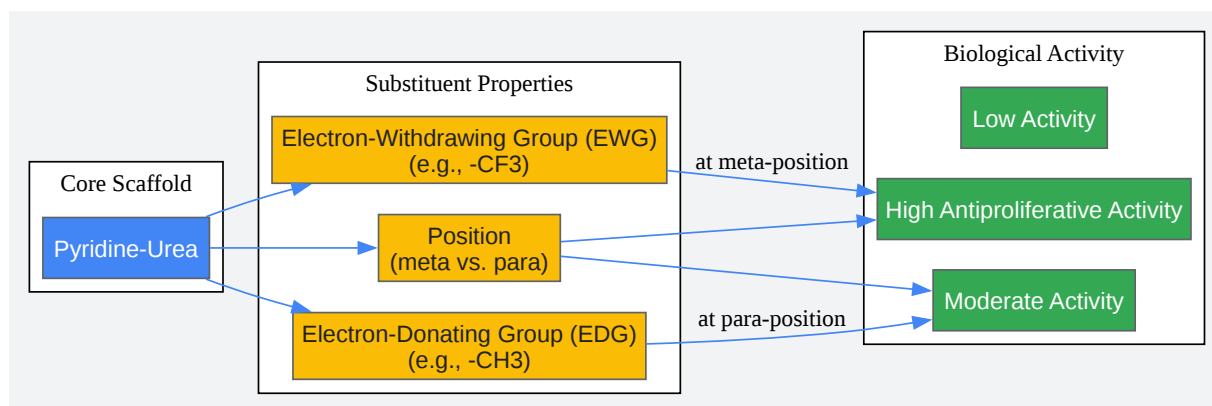 Core Scaffold
Pyridine-Urea
Substituent Properties
Electron-Withdrawing Group (EWG)
(e.g., -CF3)
Position
(meta vs. para)
Electron-Donating Group (EDG)
(e.g., -CH3)
at meta-position
at para-position
Biological Activity
Low Activity
High Antiproliferative Activity
Moderate Activity